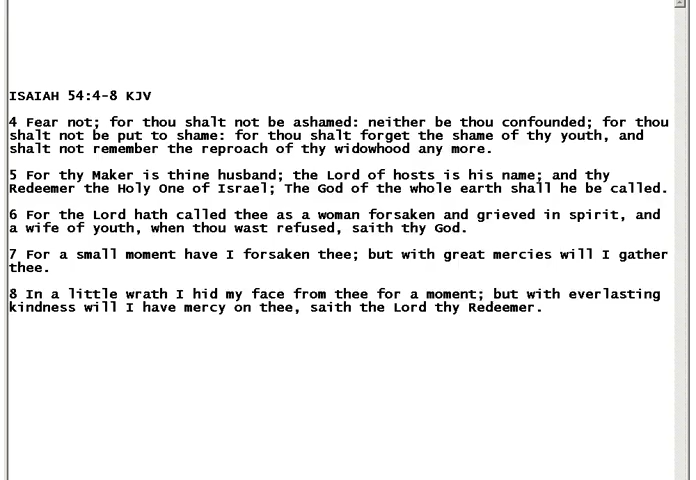 ISAIAH 54:4-8 KJV
4 Fear not; for thou shalt not be ashamed: neither be thou confounded; for thou
shalt not be put to shame: for thou shalt forget the shame of thy youth, and
shalt not remember the reproach of thy widowhood any more.
5 For thy Maker is thine husband; the Lord of hosts is his name; and thy
Redeemer the Holy One of Israel; The God of the whole earth shall he be called.
6 For the Lord hath called thee as a woman forsaken and grieved in spirit, and
a wife of youth, when thou wast refused, saith thy God.
7 For a small moment have I forsaken thee; but with great mercies will I gather
thee.
8 In a little wrath I hid my face from thee for a moment; but with everlasting
kindness will I have mercy on thee, saith the Lord thy Redeemer.